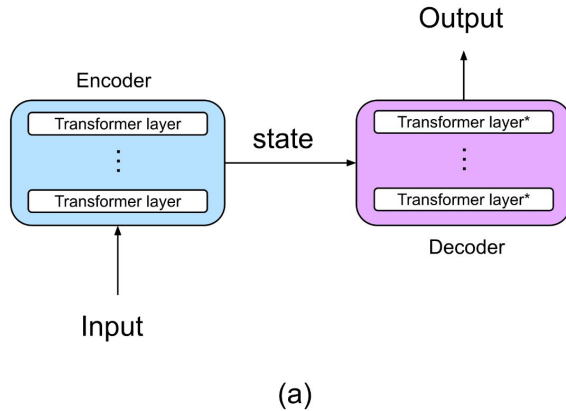 Output
Encoder
Transformer layer
Transformer layer*
state
Transformer layer
Transformer layer*
Decoder
Input
(a)